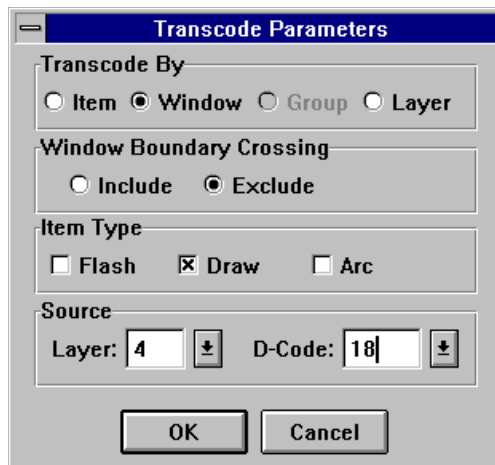 Transcode Parameters
Transcode By
Item Window Group Layer
Window Boundary Crossing
Include Exclude
Item Type
Flash Draw Arc
Source
Layer: 4 D-Code: 18
OK Cancel